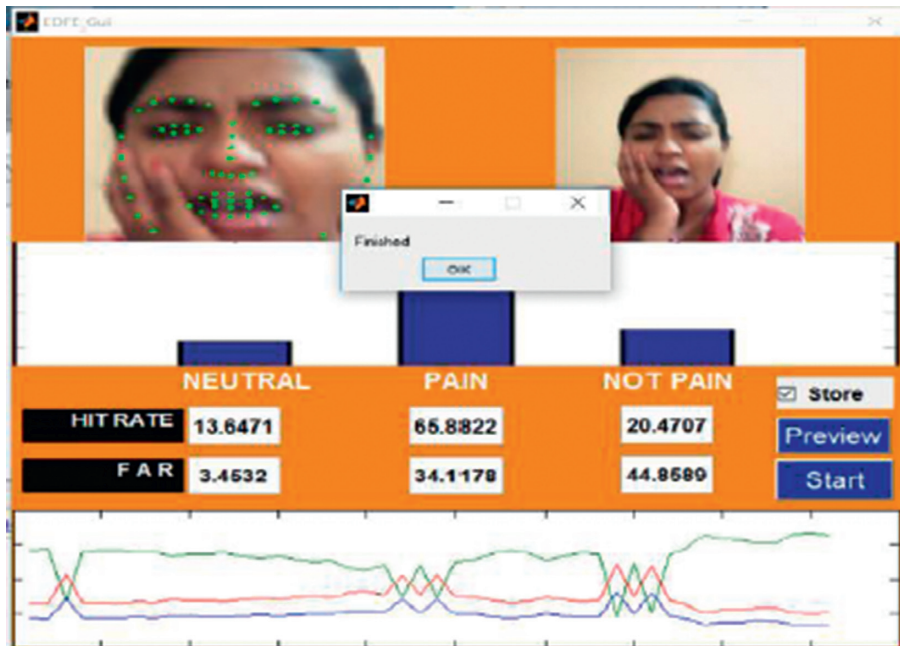 EDFE_Gui
Finished
OK
NEUTRAL PAIN NOT PAIN
Store
HIT RATE 13.6471 65.8822 20.4707
Preview
F A R 3.4532 34.1178 44.8589
Start